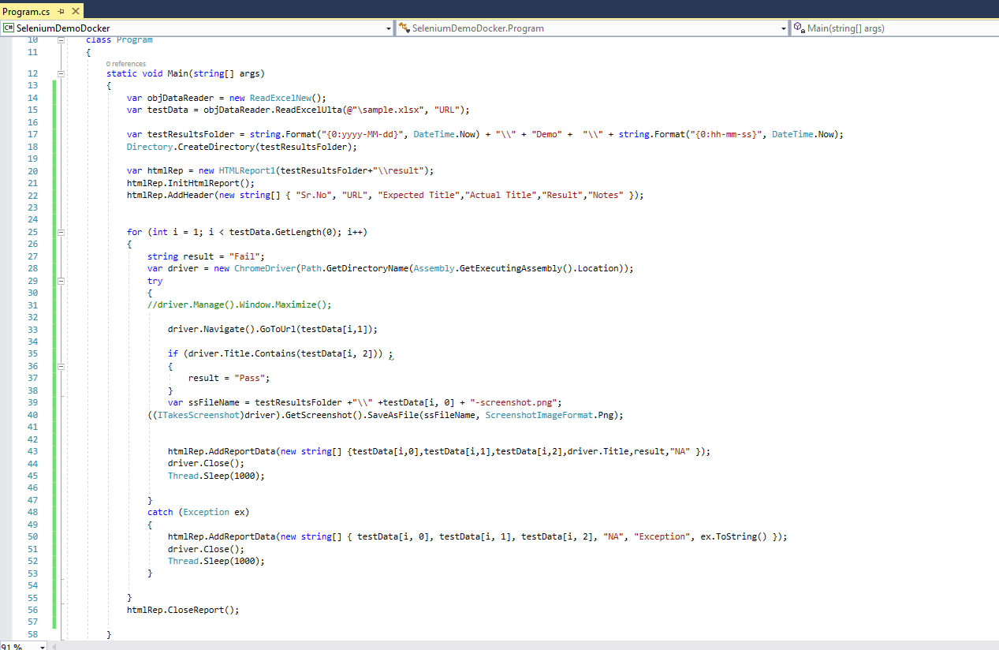 Program.cs
SeleniumDemoDocker
SeleniumDemoDocker.Program
Main(string[] args)
10 class Program
11 {
0 references
12 static void Main(string[] args)
13 {
14 var objDataReader = new ReadExcelNew();
15 var testData = objDataReader.ReadExcelUlta(@"\sample.xlsx", "URL");
16
17 var testResultsFolder = string.Format("{0:yyyy-MM-dd}", DateTime.Now) + "\\" + "Demo" +  "\\" + string.Format("{0:hh-mm-ss}", DateTime.Now);
18 Directory.CreateDirectory(testResultsFolder);
19
20 var htmlRep = new HTMLReport1(testResultsFolder+"\\result");
21 htmlRep.InitHtmlReport();
22 htmlRep.AddHeader(new string[] { "Sr.No", "URL", "Expected Title","Actual Title","Result","Notes" });
23
24
25 for (int i = 1; i < testData.GetLength(0); i++)
26 {
27 string result = "Fail";
28 var driver = new ChromeDriver(Path.GetDirectoryName(Assembly.GetExecutingAssembly().Location));
29 try
30 {
31 //driver.Manage().Window.Maximize();
32
33 driver.Navigate().GoToUrl(testData[i,1]);
34
35 if (driver.Title.Contains(testData[i, 2])) ;
36 {
37 result = "Pass";
38 }
39 var ssFileName = testResultsFolder +"\\" +testData[i, 0] + "-screenshot.png";
40 ((ITakesScreenshot)driver).GetScreenshot().SaveAsFile(ssFileName, ScreenshotImageFormat.Png);
41
42
43 htmlRep.AddReportData(new string[] {testData[i,0],testData[i,1],testData[i,2],driver.Title,result,"NA" });
44 driver.Close();
45 Thread.Sleep(1000);
46
47 }
48 catch (Exception ex)
49 {
50 htmlRep.AddReportData(new string[] { testData[i, 0], testData[i, 1], testData[i, 2], "NA", "Exception", ex.ToString() });
51 driver.Close();
52 Thread.Sleep(1000);
53 }
54
55 }
56 htmlRep.CloseReport();
57
58 }
91 %